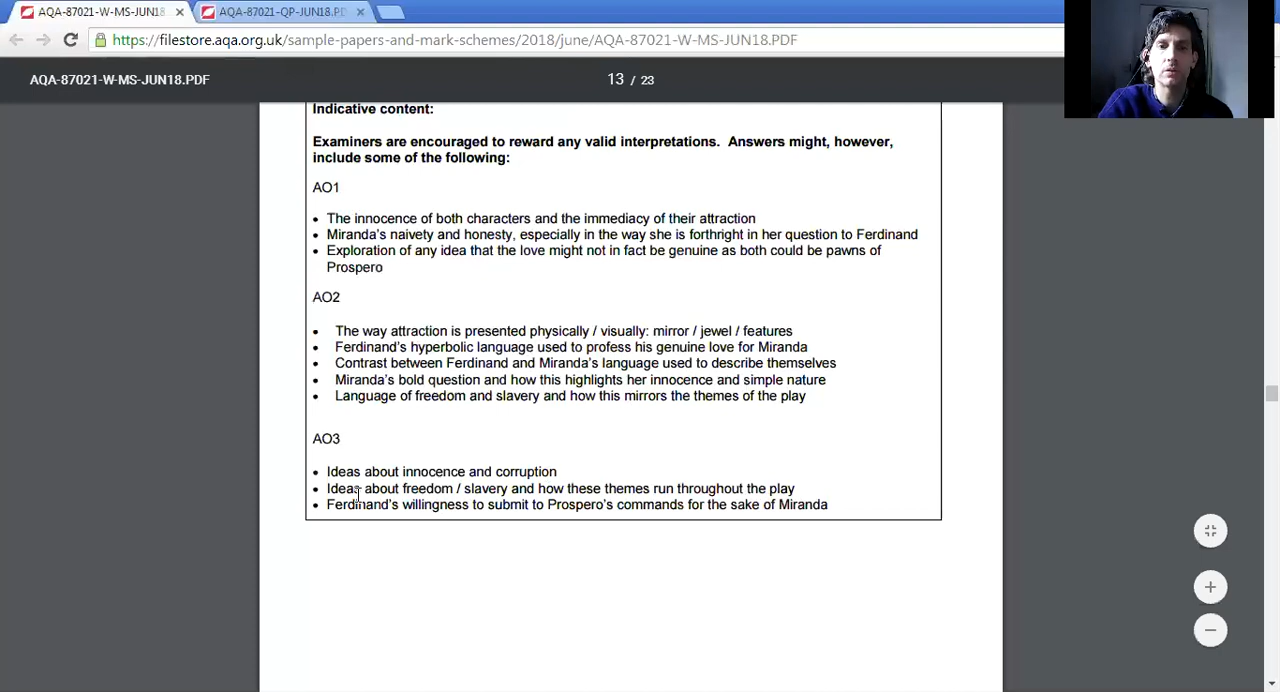 AQA-87021-W-MS-JUN18
AQA-87021-QP-JUN18.PD
https://filestore.aqa.org.uk/sample-papers-and-mark-schemes/2018/june/AQA-87021-W-MS-JUN18.PDF
AQA-87021-W-MS-JUN18.PDF
13 / 23
Indicative content:
Examiners are encouraged to reward any valid interpretations. Answers might, however,
include some of the following:
AO1
• The innocence of both characters and the immediacy of their attraction
• Miranda's naivety and honesty, especially in the way she is forthright in her question to Ferdinand
• Exploration of any idea that the love might not in fact be genuine as both could be pawns of
Prospero
AO2
• The way attraction is presented physically / visually: mirror / jewel / features
• Ferdinand's hyperbolic language used to profess his genuine love for Miranda
• Contrast between Ferdinand and Miranda's language used to describe themselves
• Miranda's bold question and how this highlights her innocence and simple nature
• Language of freedom and slavery and how this mirrors the themes of the play
AO3
• Ideas about innocence and corruption
• Ideas about freedom / slavery and how these themes run throughout the play
• Ferdinand's willingness to submit to Prospero's commands for the sake of Miranda